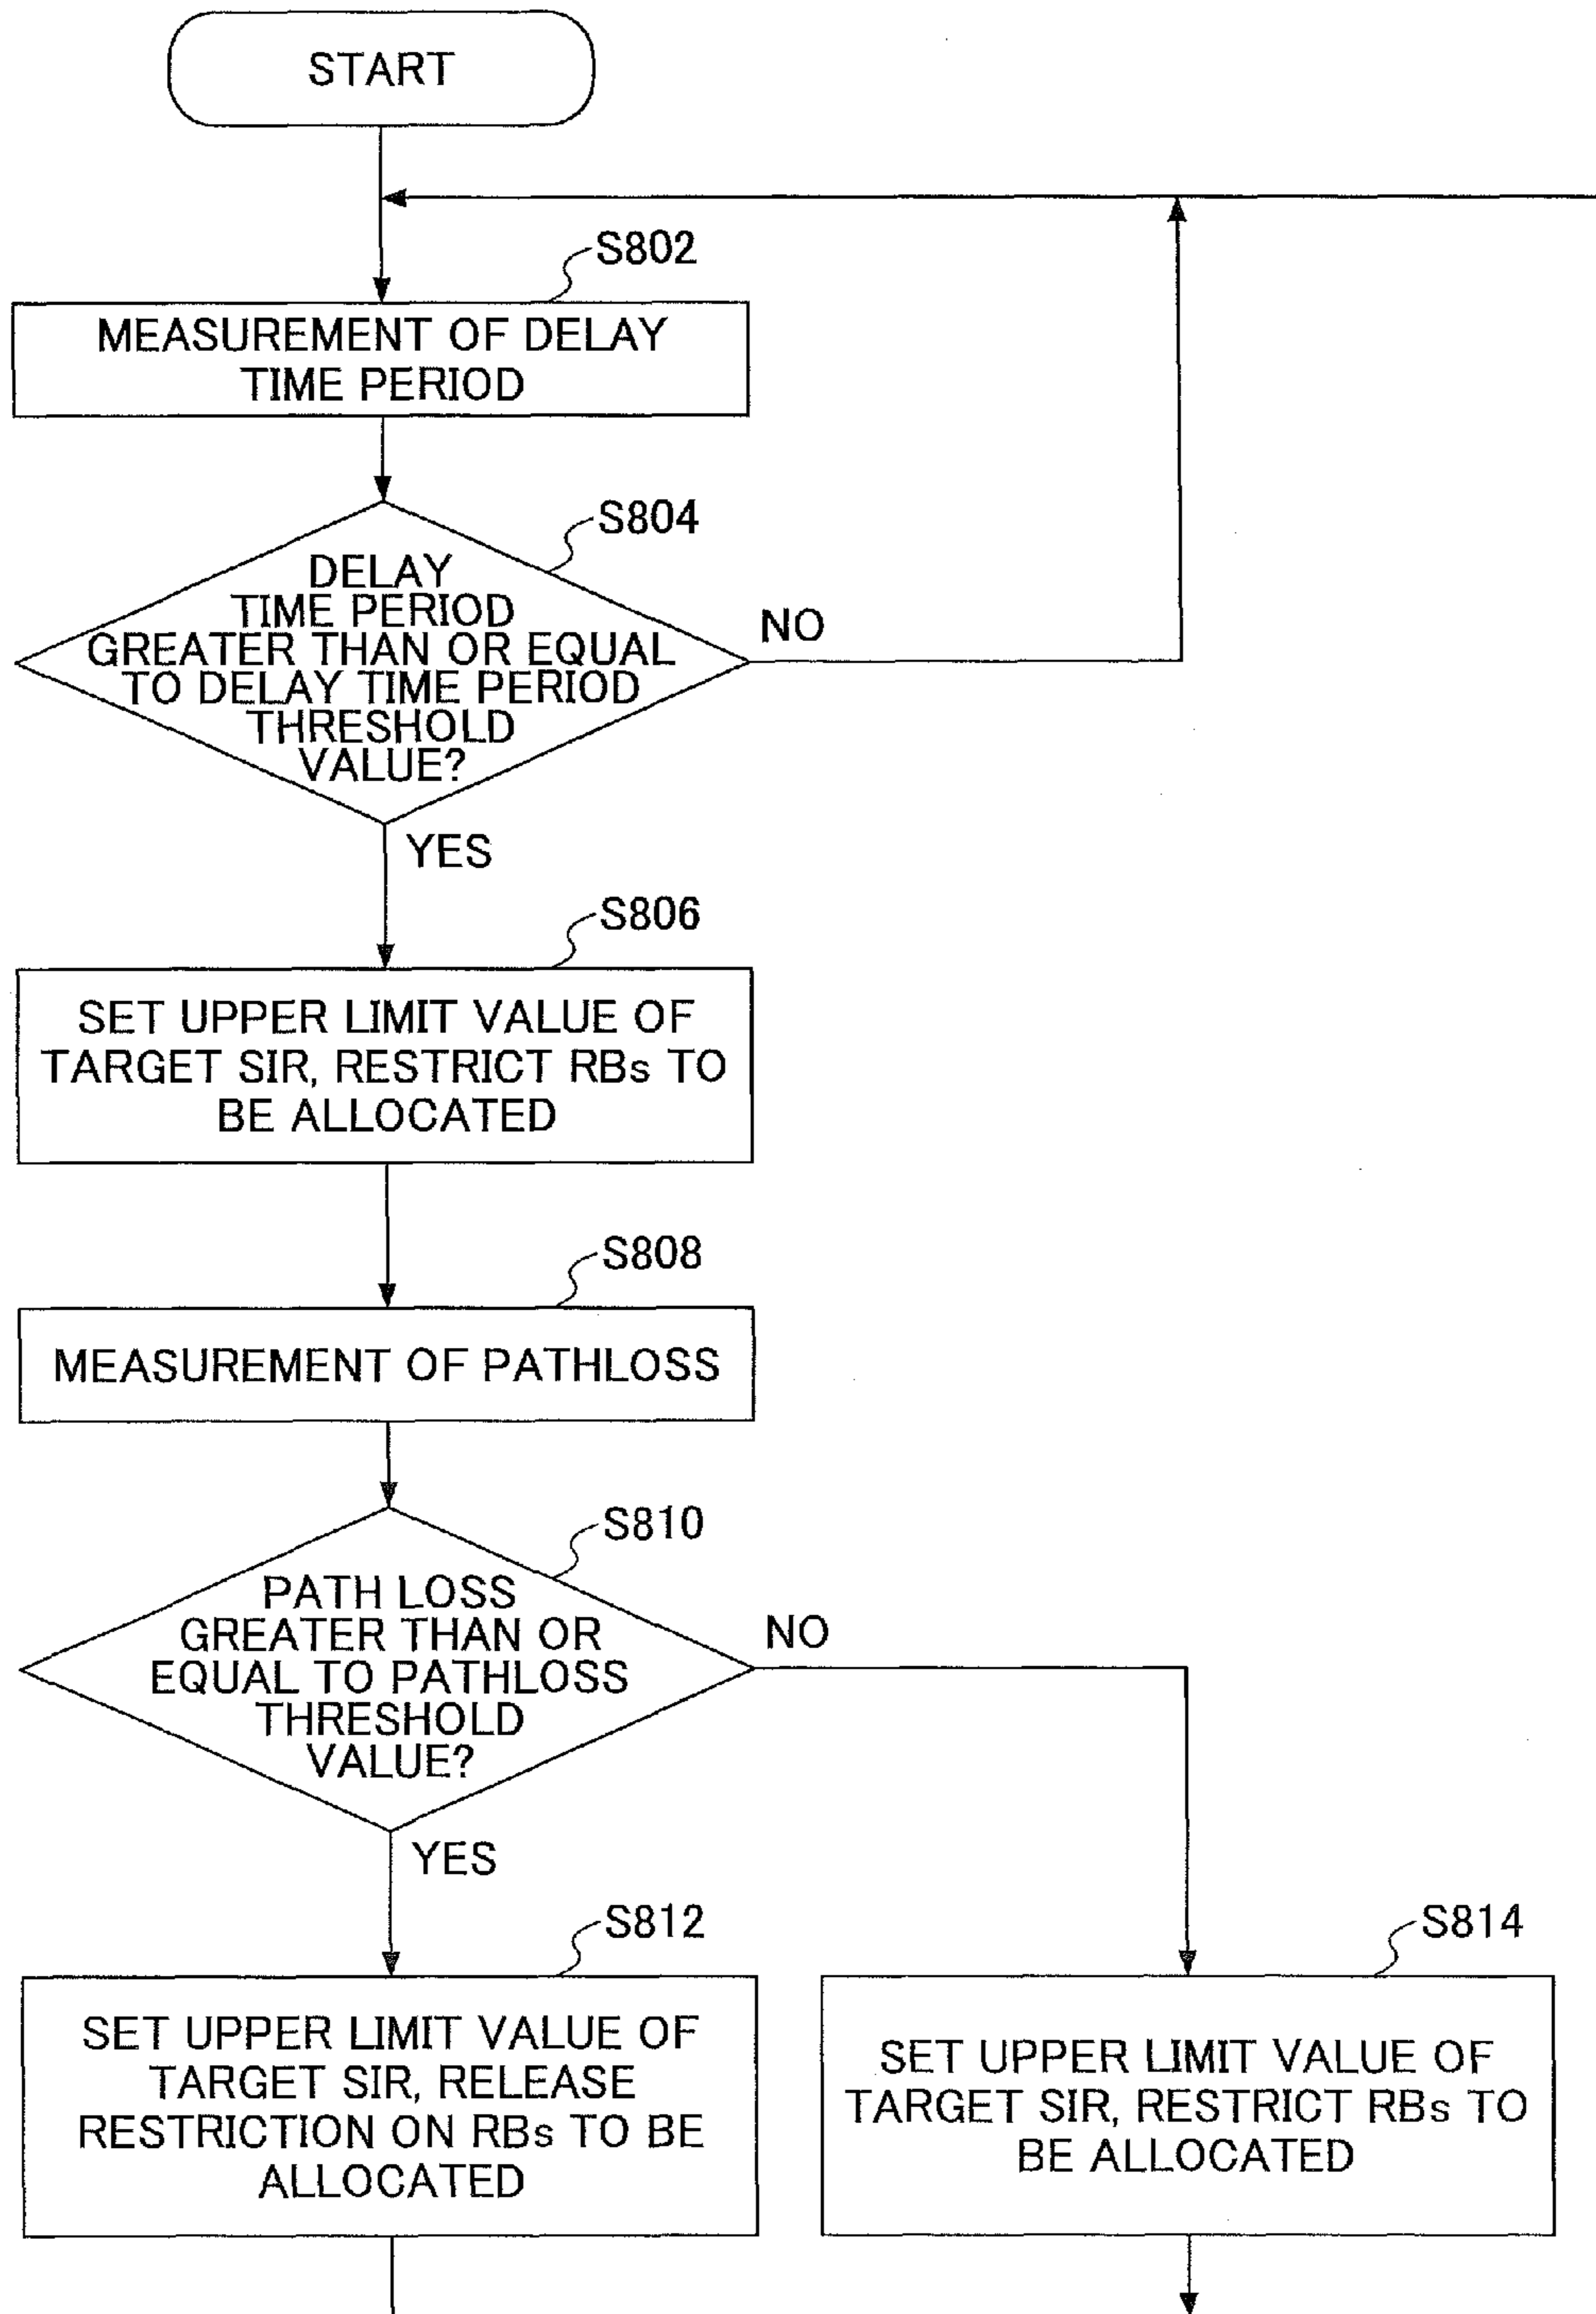 START
S802
MEASUREMENT OF DELAY
TIME PERIOD
S804
DELAY
TIME PERIOD
GREATER THAN OR EQUAL
TO DELAY TIME PERIOD
THRESHOLD
VALUE?
NO
YES
S806
SET UPPER LIMIT VALUE OF
TARGET SIR, RESTRICT RBs TO
BE ALLOCATED
S808
MEASUREMENT OF PATHLOSS
S810
PATH LOSS
GREATER THAN OR
EQUAL TO PATHLOSS
THRESHOLD
VALUE?
NO
YES
S812
SET UPPER LIMIT VALUE OF
TARGET SIR, RELEASE
RESTRICTION ON RBs TO BE
ALLOCATED
S814
SET UPPER LIMIT VALUE OF
TARGET SIR, RESTRICT RBs TO
BE ALLOCATED